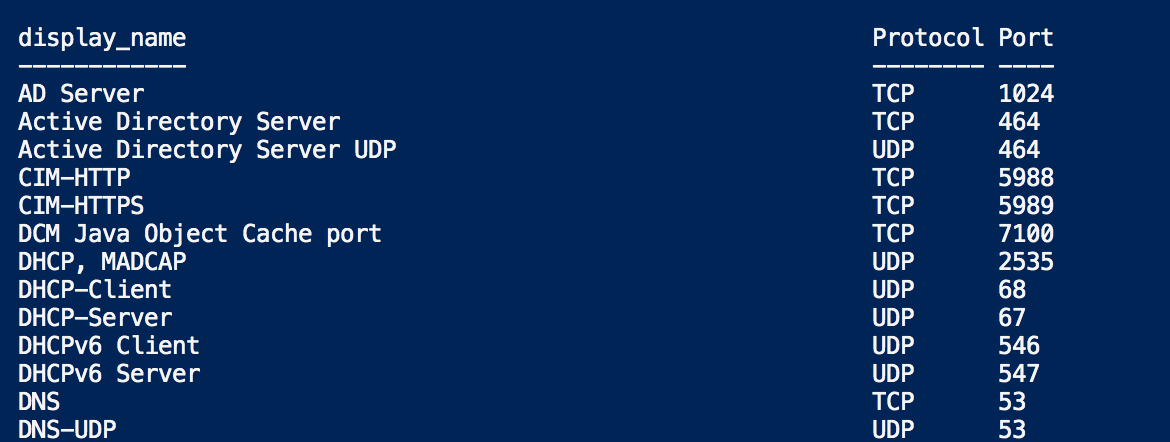 display_name Protocol Port
------------ -------- ----
AD Server TCP 1024
Active Directory Server TCP 464
Active Directory Server UDP UDP 464
CIM-HTTP TCP 5988
CIM-HTTPS TCP 5989
DCM Java Object Cache port TCP 7100
DHCP, MADCAP UDP 2535
DHCP-Client UDP 68
DHCP-Server UDP 67
DHCPv6 Client UDP 546
DHCPv6 Server UDP 547
DNS TCP 53
DNS-UDP UDP 53